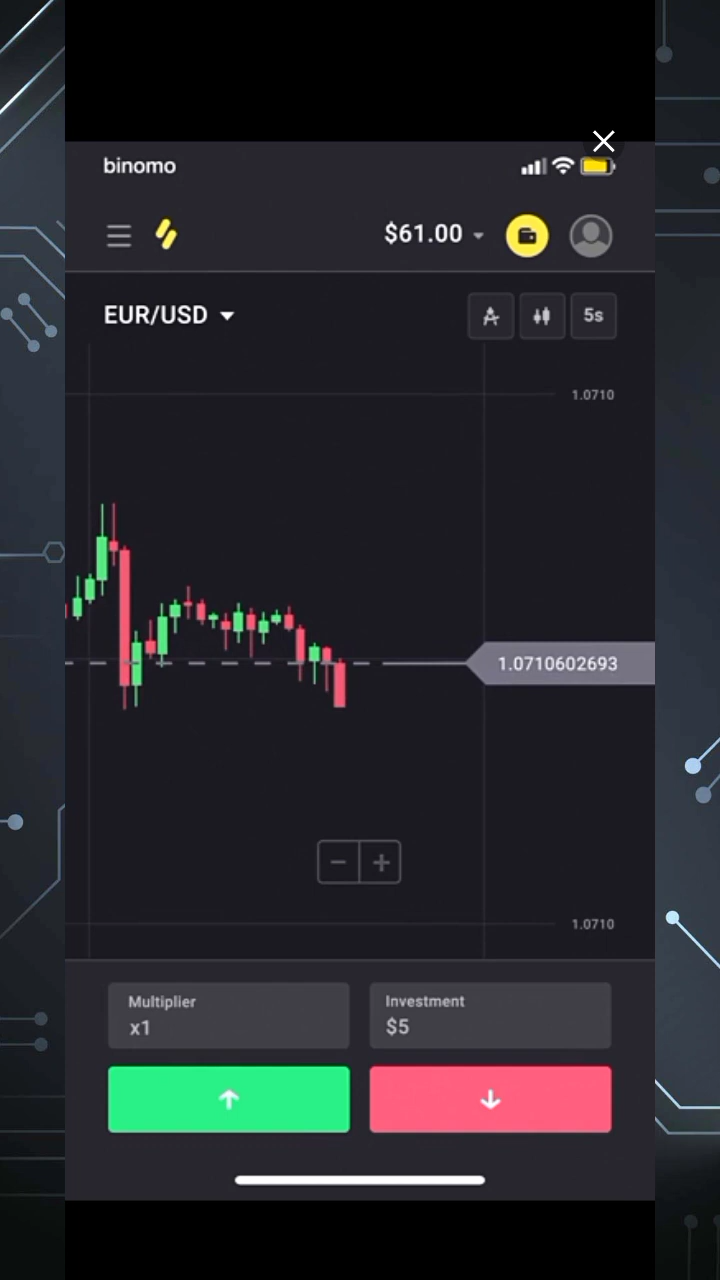 binomo
$61.00
EUR/USD
5s
1.0710
1.0710602693
1.0710
Multiplier
x1
Investment
$5